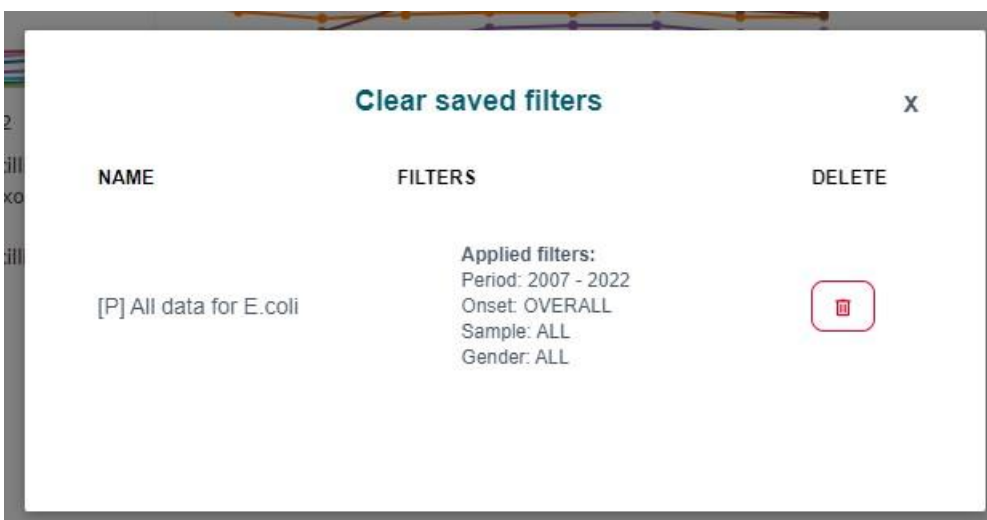 Clear saved filters
X
NAME FILTERS DELETE
[P] All data for E.coli
Applied filters:
Period: 2007 - 2022
Onset: OVERALL
Sample: ALL
Gender: ALL